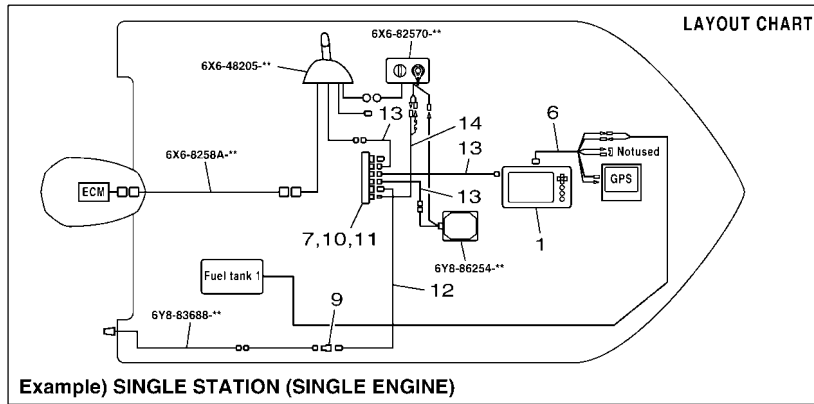 LAYOUT CHART
6X6-82570-**
6X6-48205-**
13
14
6
13
Notused
6X6-8258A-**
ECM
GPS
13
7,10,11
1
6Y8-86254-**
Fuel tank 1
12
9
6Y8-83688-**
Example) SINGLE STATION (SINGLE ENGINE)